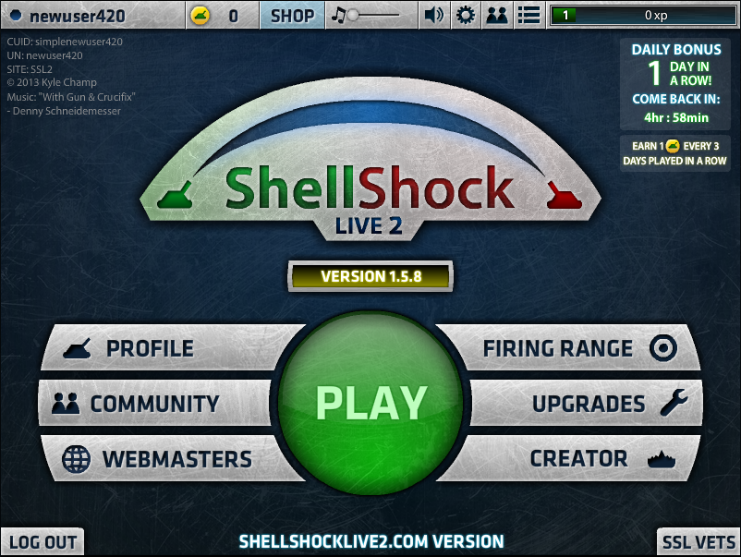 newuser420
0
SHOP
1
0 xp
CUID: simplenewuser420
UN: newuser420
SITE: SSL2
© 2013 Kyle Champ
Music: "With Gun & Crucifix"
- Denny Schneidemesser
DAILY BONUS
1 DAY IN
A ROW!
COME BACK IN:
4hr : 58min
EARN 1 EVERY 3
DAYS PLAYED IN A ROW
ShellShock
LIVE 2
VERSION 1.5.8
PROFILE
FIRING RANGE
COMMUNITY
PLAY
UPGRADES
WEBMASTERS
CREATOR
LOG OUT
SHELLSHOCKLIVE2.COM VERSION
SSL VETS